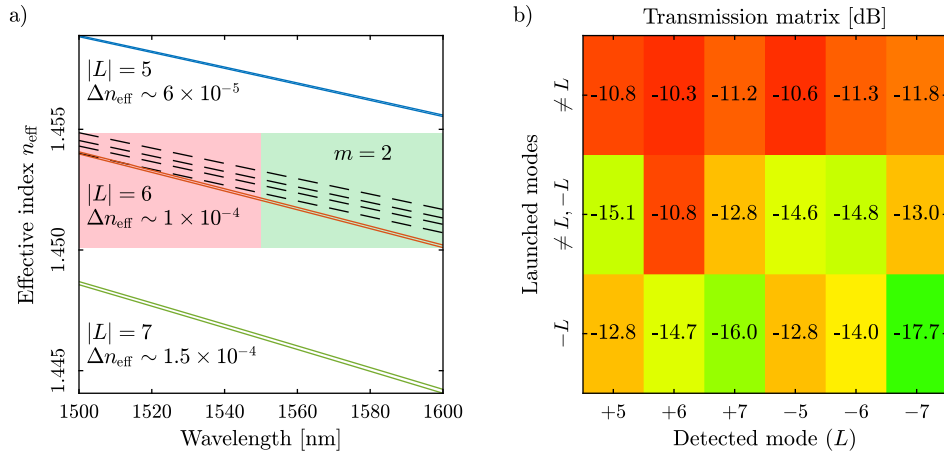 a)
Effective index n_eff
1.455
1.450
1.445
|L| = 5
Δn_eff ∼ 6 × 10⁻⁵
m = 2
|L| = 6
Δn_eff ∼ 1 × 10⁻⁴
|L| = 7
Δn_eff ∼ 1.5 × 10⁻⁴
1500 1520 1540 1560 1580 1600
Wavelength [nm]
b)
Transmission matrix [dB]
Launched modes
≠ L
≠ L, −L
−L
-10.8 -10.3 -11.2 -10.6 -11.3 -11.8
-15.1 -10.8 -12.8 -14.6 -14.8 -13.0
-12.8 -14.7 -16.0 -12.8 -14.0 -17.7
+5 +6 +7 −5 −6 −7
Detected mode (L)